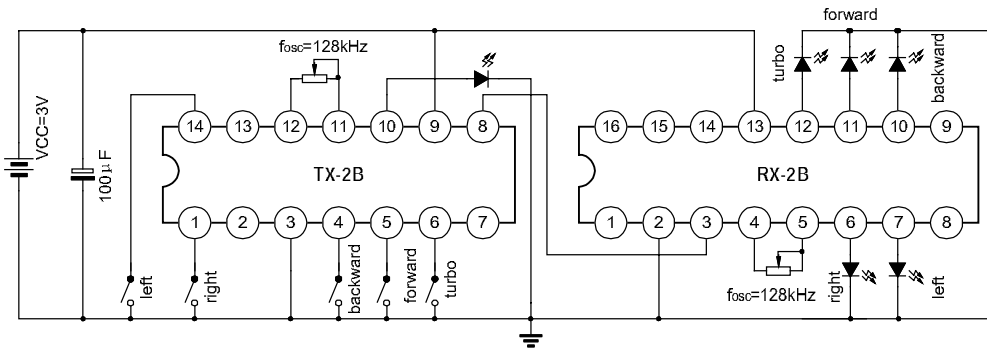 forward
fosc=128kHz
turbo
backward
VCC=3V
100μF
14 13 12 11 10 9 8
16 15 14 13 12 11 10 9
TX-2B
RX-2B
1 2 3 4 5 6 7
1 2 3 4 5 6 7 8
left
right
backward
forward
turbo
fosc=128kHz
right
left